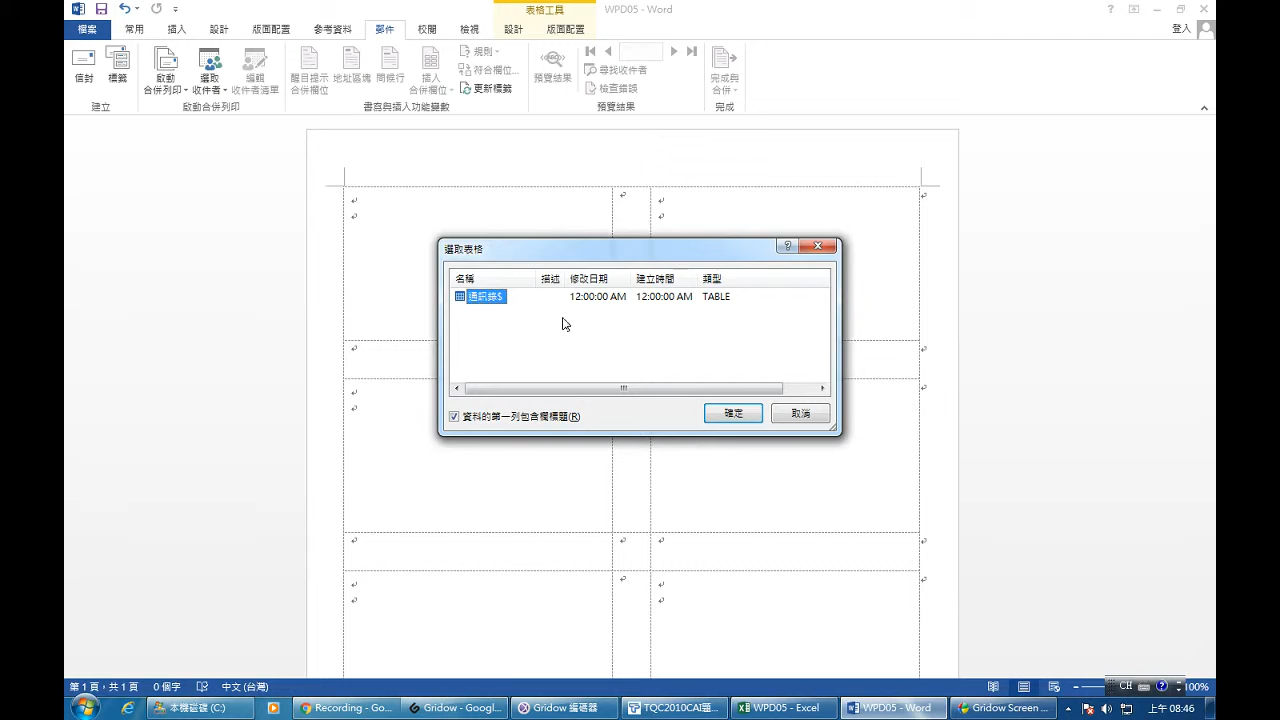 表格工具
WPD05 - Word
檔案 常用 插入 設計 版面配置 參考資料 郵件 校閱 檢視 設計 版面配置 登入
信封 標籤 啟動合併列印 選取收件者 編輯收件者清單 醒目提示合併欄位 地址區塊 問候行 插入合併欄位 規則 符合欄位... 更新標籤 預覽結果 尋找收件者 檢查錯誤 完成與合併
建立 啟動合併列印 書寫與插入功能變數 預覽結果 完成
選取表格
名稱 描述 修改日期 建立時間 類型
通訊錄$ 12:00:00 AM 12:00:00 AM TABLE
資料的第一列包含欄標題(R) 確定 取消
第 1 頁，共 1 頁 0 個字 中文 (台灣) CH 100%
本機磁碟 (C:) Recording - Go... Gridow - Googl... Gridow 編碼器 TQC2010CAI題... WPD05 - Excel WPD05 - Word Gridow Screen ... 上午 08:46